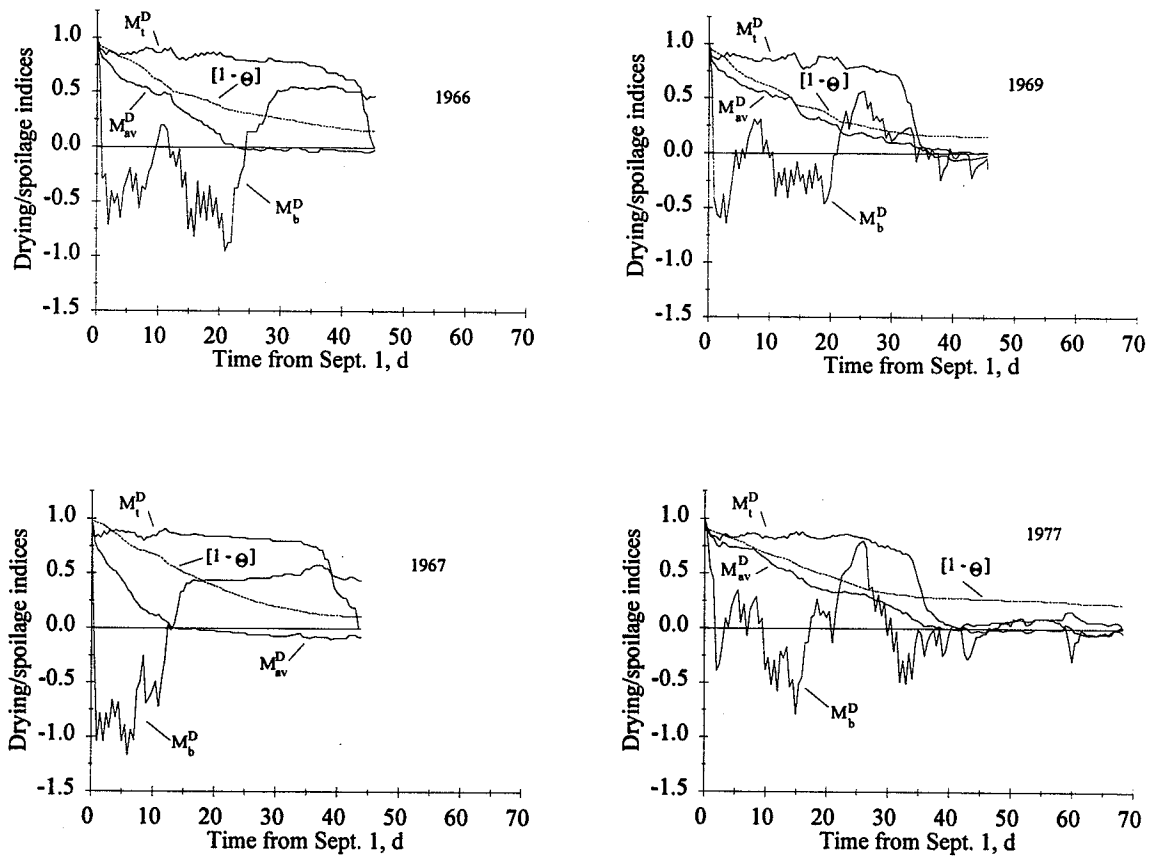 Drying/spoilage indices
1.0
0.5
0.0
-0.5
-1.0
-1.5
M_t^D
[1 - Θ]
M_av^D
M_b^D
1966
0 10 20 30 40 50 60 70
Time from Sept. 1, d
Drying/spoilage indices
1.0
0.5
0.0
-0.5
-1.0
-1.5
M_t^D
[1 - Θ]
M_av^D
M_b^D
1969
0 10 20 30 40 50 60 70
Time from Sept. 1, d
Drying/spoilage indices
1.0
0.5
0.0
-0.5
-1.0
-1.5
M_t^D
[1 - Θ]
1967
M_av^D
M_b^D
0 10 20 30 40 50 60 70
Time from Sept. 1, d
Drying/spoilage indices
1.0
0.5
0.0
-0.5
-1.0
-1.5
M_t^D
1977
[1 - Θ]
M_av^D
M_b^D
0 10 20 30 40 50 60 70
Time from Sept. 1, d